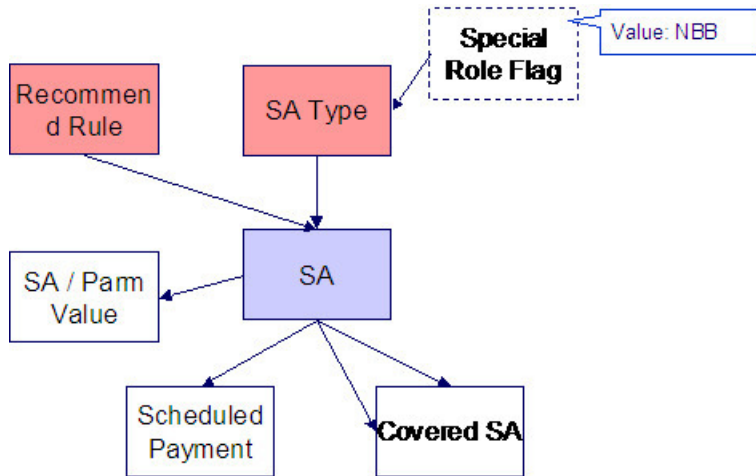 Special
Role Flag
Value: NBB
Recommen
d Rule
SA Type
SA
SA / Parm
Value
Scheduled
Payment
Covered SA